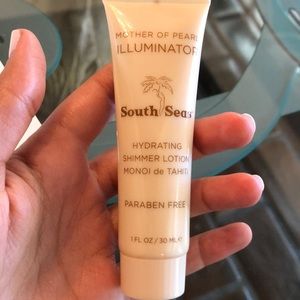 MOTHER OF PEARL
ILLUMINATOR
South Seas
HYDRATING
SHIMMER LOTION
MONOI de TAHITI
PARABEN FREE
1 FL OZ / 30 ML ℮